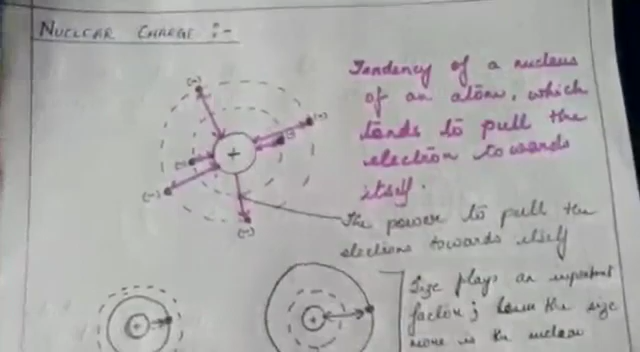 NUCLEAR CHARGE :-
Tendency of a nucleus
of an atom, which
tends to pull the
electron towards
itself.
(-)
(-)
(-)
(-)
(-)
(-)
+
The power to pull the
electrons towards itself
Size plays an important
factor; lower the size
more is the nuclear
+
+